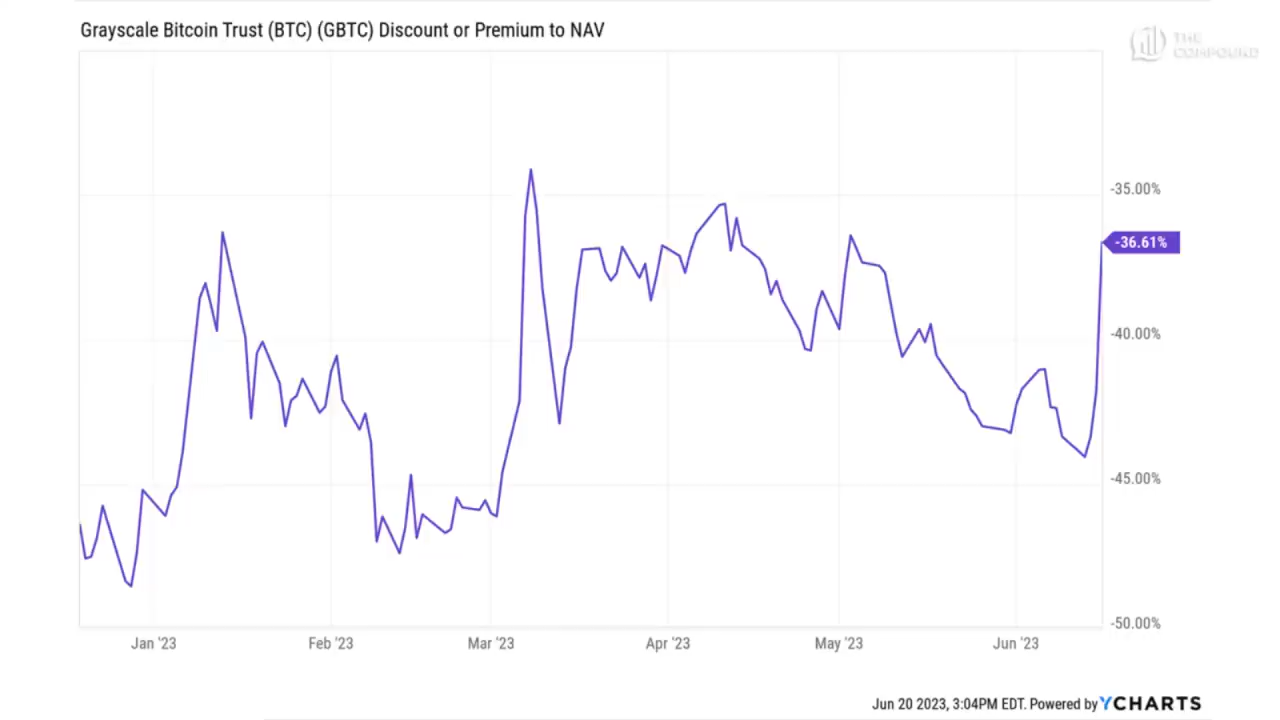 Grayscale Bitcoin Trust (BTC) (GBTC) Discount or Premium to NAV
THE
COMPOUND
-35.00%
-36.61%
-40.00%
-45.00%
-50.00%
Jan '23 Feb '23 Mar '23 Apr '23 May '23 Jun '23
Jun 20 2023, 3:04PM EDT. Powered by YCHARTS